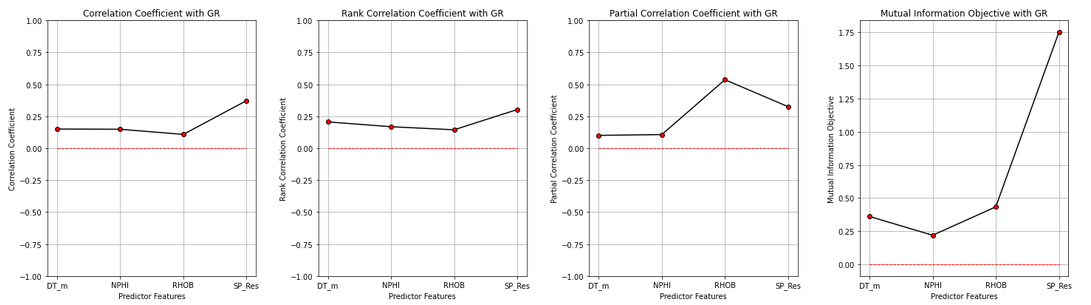 Correlation Coefficient with GR
1.00
0.75
0.50
0.25
0.00
−0.25
−0.50
−0.75
−1.00
Correlation Coefficient
DT_m NPHI RHOB SP_Res
Predictor Features
Rank Correlation Coefficient with GR
1.00
0.75
0.50
0.25
0.00
−0.25
−0.50
−0.75
−1.00
Rank Correlation Coefficient
DT_m NPHI RHOB SP_Res
Predictor Features
Partial Correlation Coefficient with GR
1.00
0.75
0.50
0.25
0.00
−0.25
−0.50
−0.75
−1.00
Partial Correlation Coefficient
DT_m NPHI RHOB SP_Res
Predictor Features
Mutual Information Objective with GR
1.75
1.50
1.25
1.00
0.75
0.50
0.25
0.00
Mutual Information Objective
DT_m NPHI RHOB SP_Res
Predictor Features